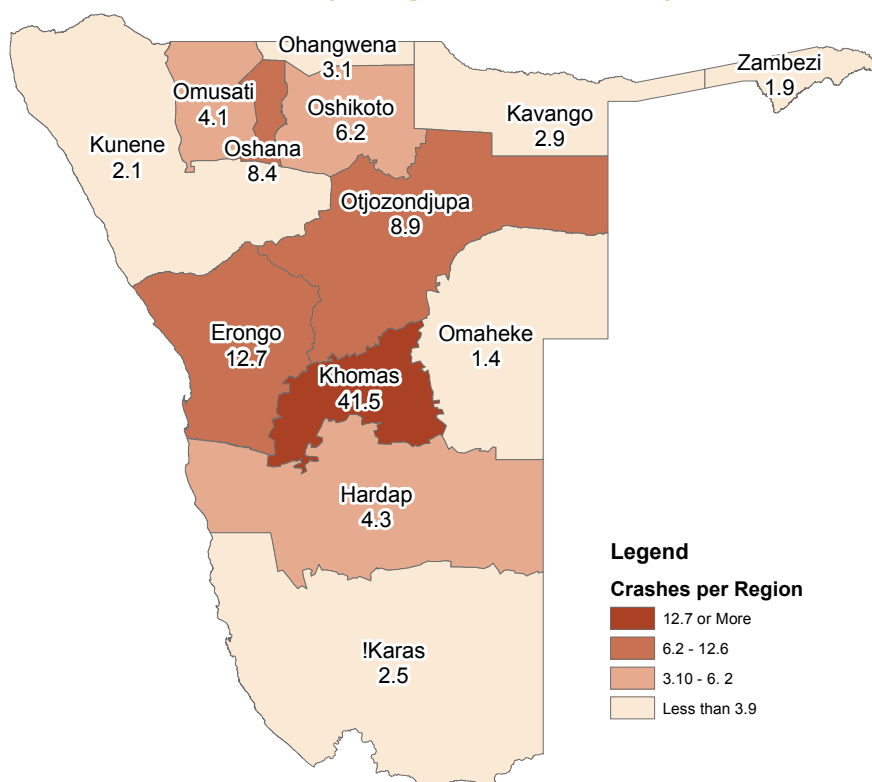 Ohangwena
3.1
Zambezi
1.9
Omusati
4.1
Oshikoto
6.2
Kavango
2.9
Kunene
2.1
Oshana
8.4
Otjozondjupa
8.9
Erongo
12.7
Omaheke
1.4
Khomas
41.5
Hardap
4.3
!Karas
2.5
Legend
Crashes per Region
12.7 or More
6.2 - 12.6
3.10 - 6. 2
Less than 3.9